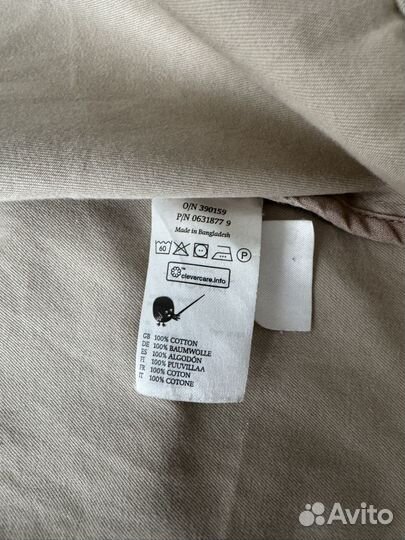 O/N 390159
P/N 0631877 9
Made in Bangladesh
60 P
clevercare.info
GB 100% COTTON
DE 100% BAUMWOLLE
ES 100% ALGODÓN
FI 100% PUUVILLAA
FR 100% COTON
IT 100% COTONE
Avito